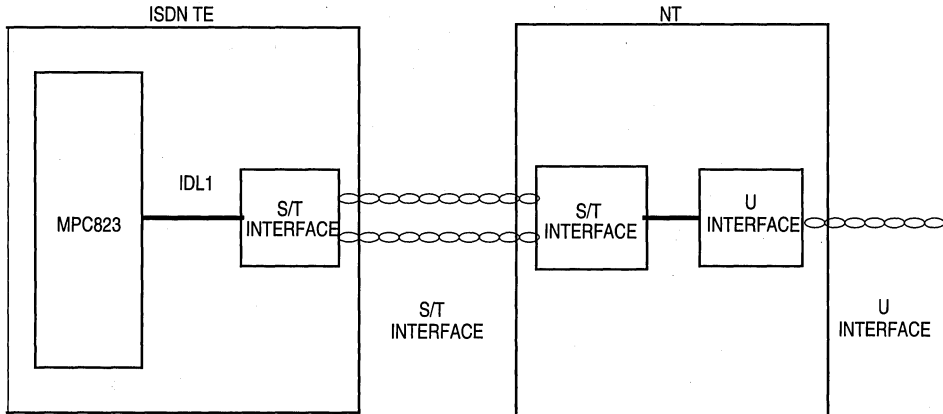 ISDN TE
NT
IDL1
MPC823
S/T
INTERFACE
S/T
INTERFACE
U
INTERFACE
S/T
INTERFACE
U
INTERFACE